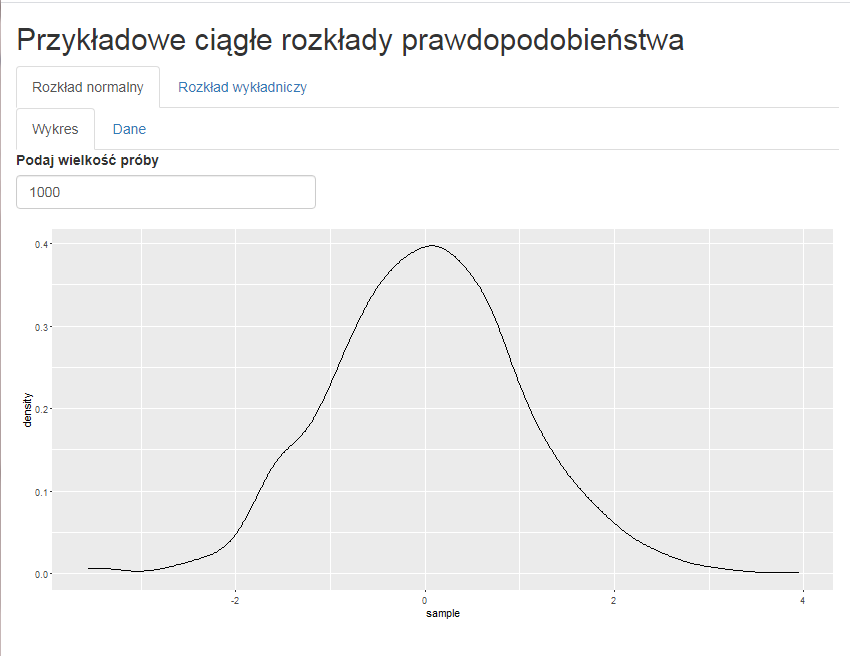 Przykładowe ciągłe rozkłady prawdopodobieństwa
Rozkład normalny Rozkład wykładniczy
Wykres Dane
Podaj wielkość próby
1000
0.4
0.3
0.2
0.1
0.0
density
-2 0 2 4
sample